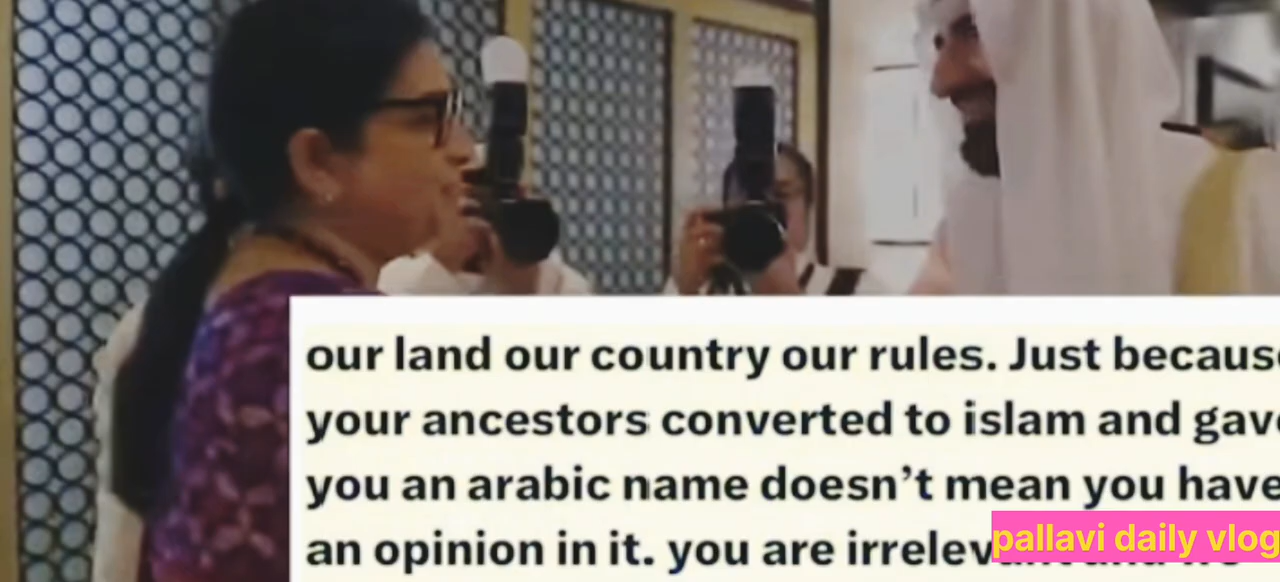 our land our country our rules. Just becaus
your ancestors converted to islam and gav
you an arabic name doesn’t mean you have
an opinion in it. you are irrelev
pallavi daily vlog